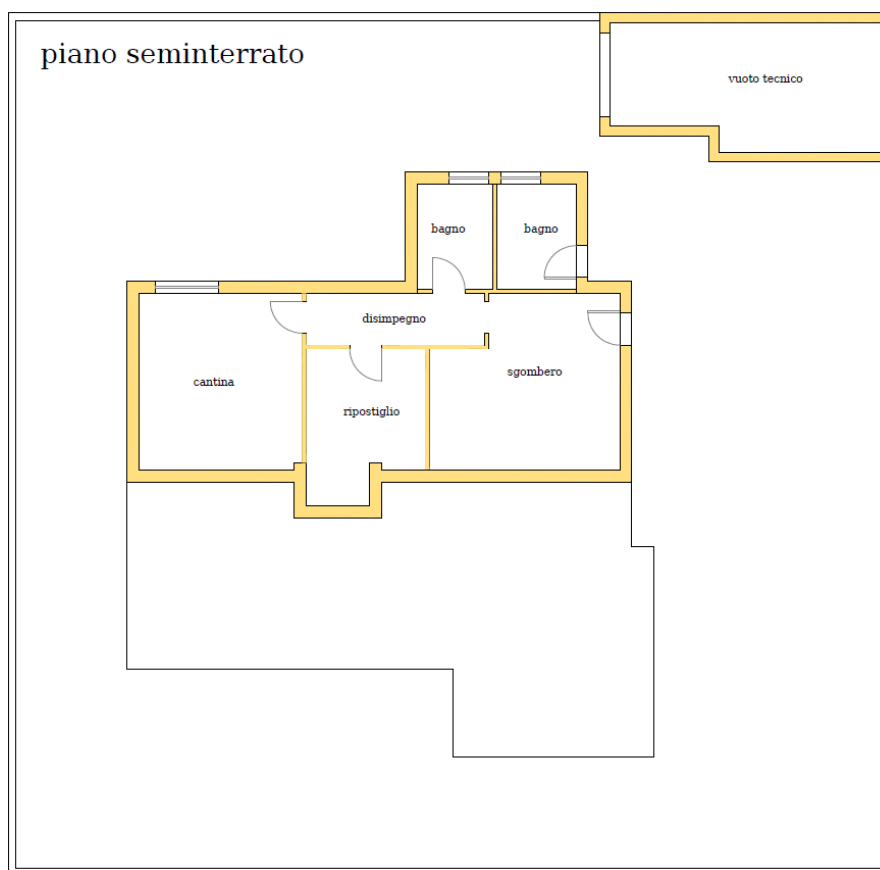 piano seminterrato
vuoto tecnico
bagno
bagno
disimpegno
sgombero
cantina
ripostiglio